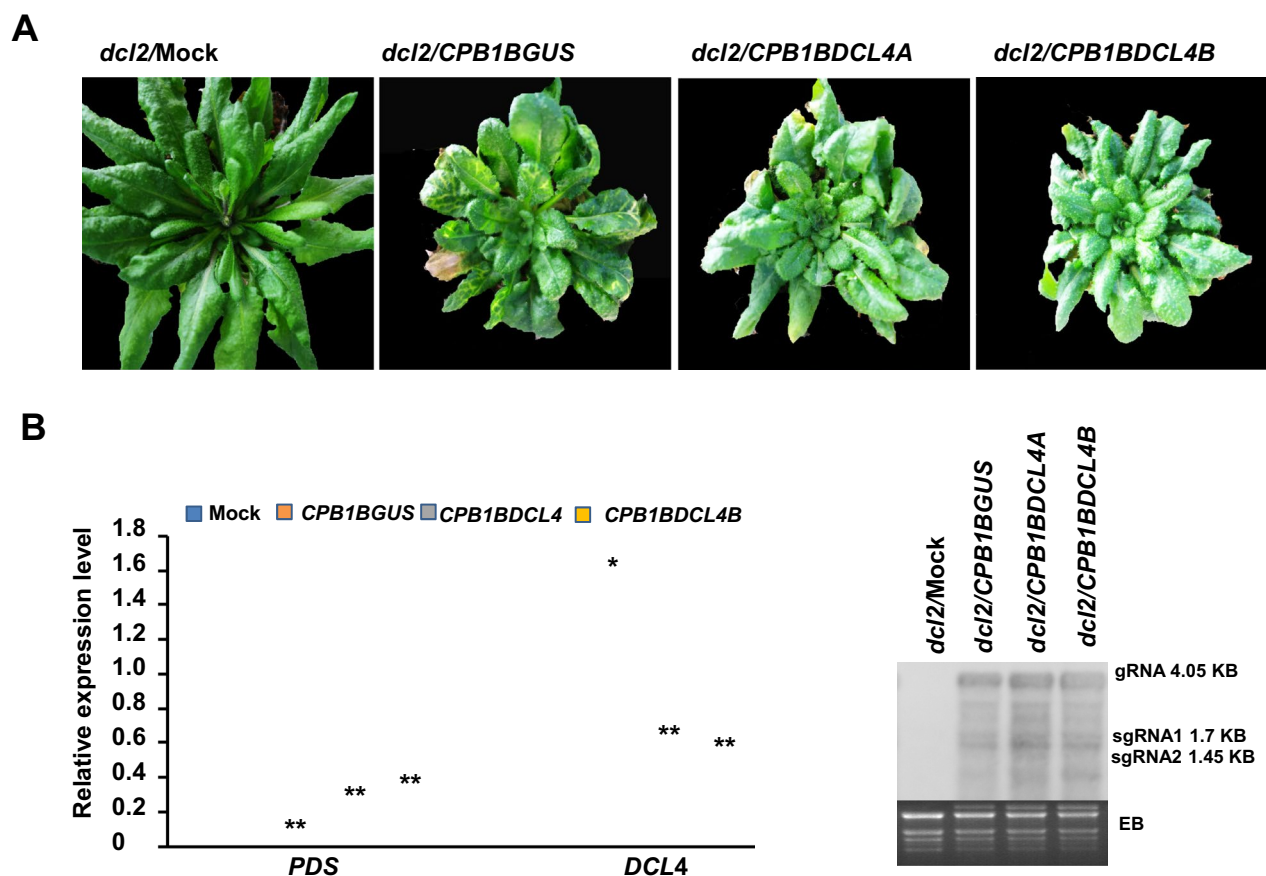 A
dcl2/Mock
dcl2/CPB1BGUS
dcl2/CPB1BDCL4A
dcl2/CPB1BDCL4B
B
Mock CPB1BGUS CPB1BDCL4 CPB1BDCL4B
Relative expression level
1.8
1.6
1.4
1.2
1.0
0.8
0.6
0.4
0.2
0
*
**
**
**
**
**
PDS
DCL4
dcl2/Mock
dcl2/CPB1BGUS
dcl2/CPB1BDCL4A
dcl2/CPB1BDCL4B
gRNA 4.05 KB
sgRNA1 1.7 KB
sgRNA2 1.45 KB
EB